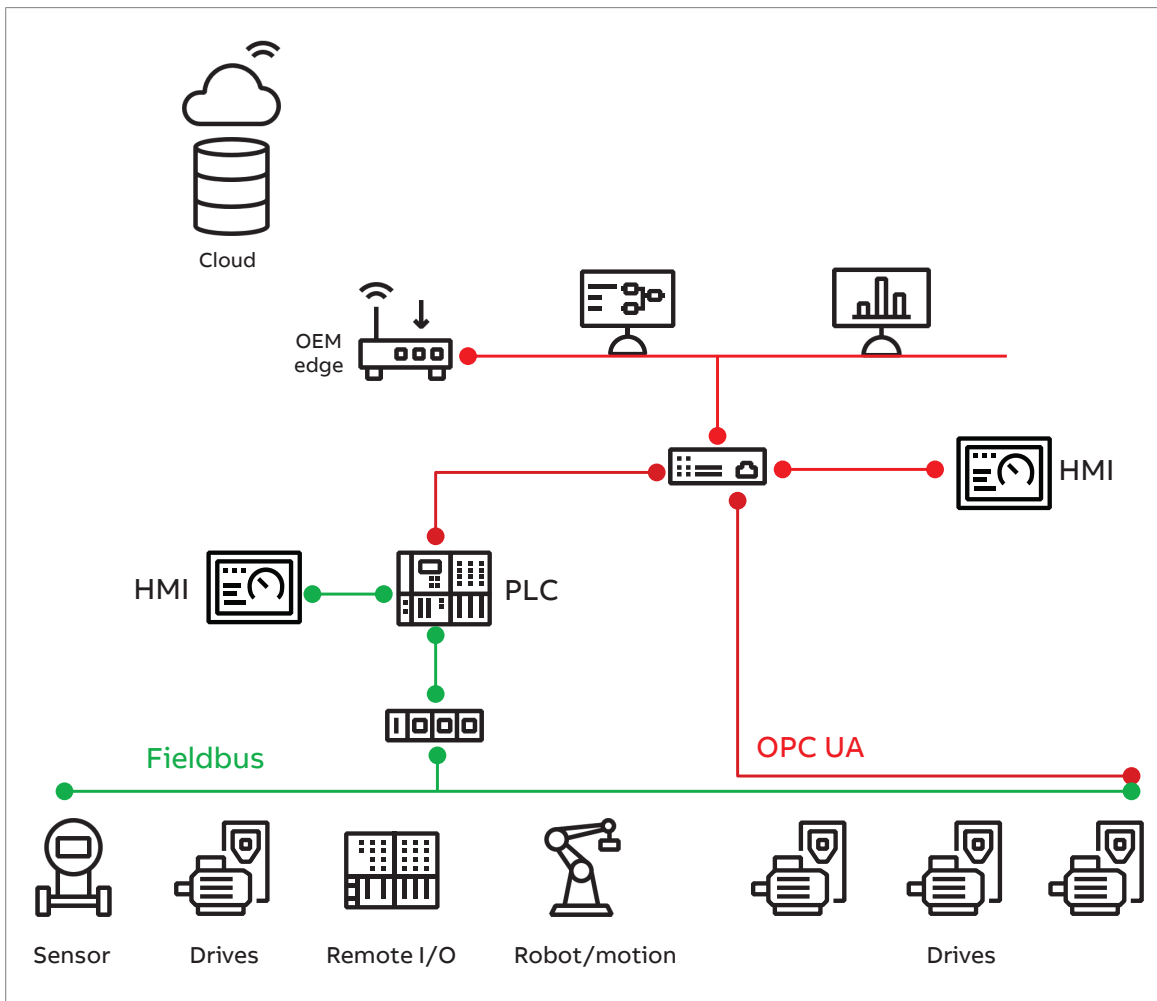 Cloud
OEM
edge
HMI
HMI
PLC
Fieldbus
OPC UA
Sensor
Drives
Remote I/O
Robot/motion
Drives